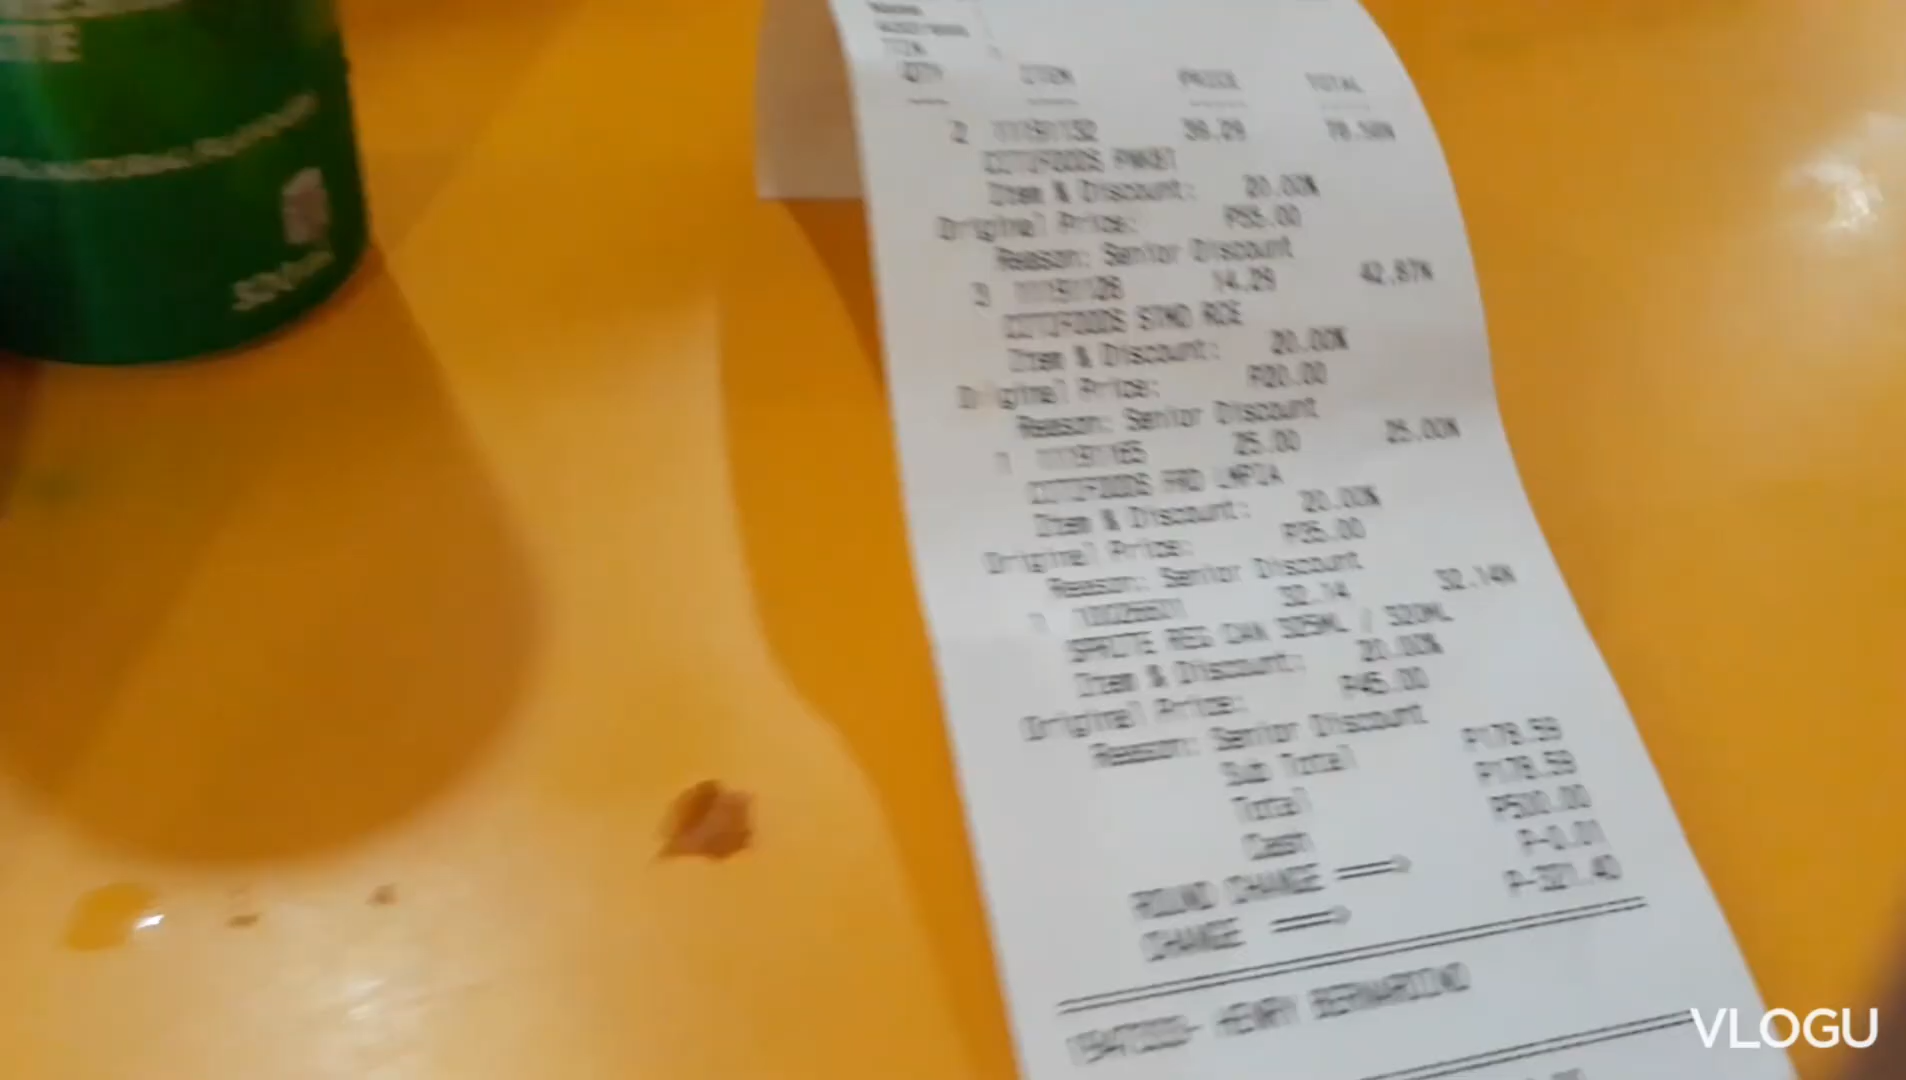 QTY ITEM PRICE TOTAL
2 11191132 39.29 78.58N
Item % Discount: 20.00%
Original Price: P55.00
Reason: Senior Discount
3 11191126 14.29 42.87N
CITIFOODS STMD RCE
Item % Discount: 20.00%
Original Price: P20.00
Reason: Senior Discount
1 11191165 25.00 25.00N
CITIFOODS FRD LMPIA
Item % Discount: 20.00%
Original Price: P35.00
Reason: Senior Discount
1 32.14 32.14N
SPRITE REG CAN 325ML / 320ML
Item % Discount: 20.00%
Original Price: P45.00
Reason: Senior Discount
Sub Total P178.59
Total P178.59
Cash P500.00
ROUND CHANGE ===> P-0.01
CHANGE ===> P-321.40
HENRY BERNARDINO
VLOGU